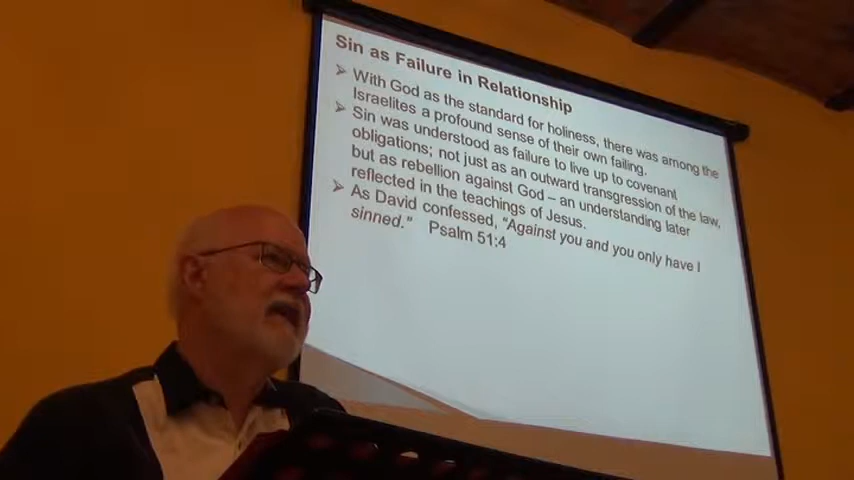 Sin as Failure in Relationship
➢ With God as the standard for holiness, there was among the
Israelites a profound sense of their own failing.
➢ Sin was understood as failure to live up to covenant
obligations; not just as an outward transgression of the law,
but as rebellion against God – an understanding later
reflected in the teachings of Jesus.
➢ As David confessed, "Against you and you only have I
sinned." Psalm 51:4